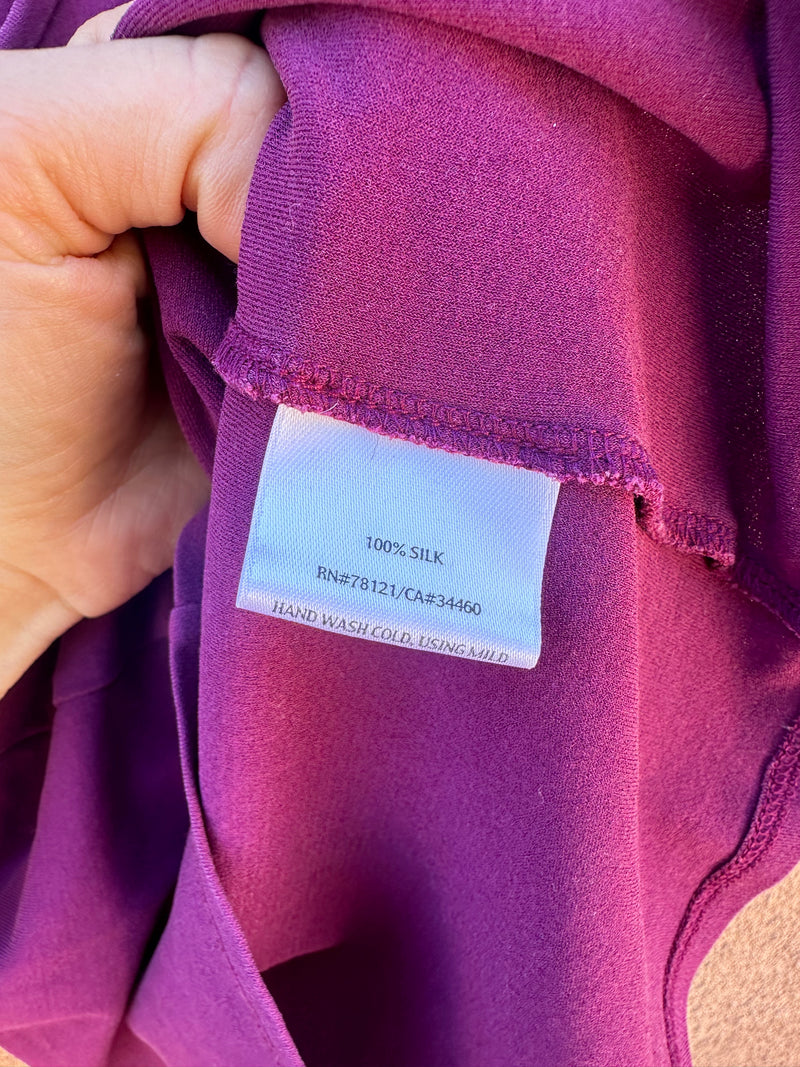 100% SILK
RN#78121/CA#34460
HAND WASH COLD, USING MILD